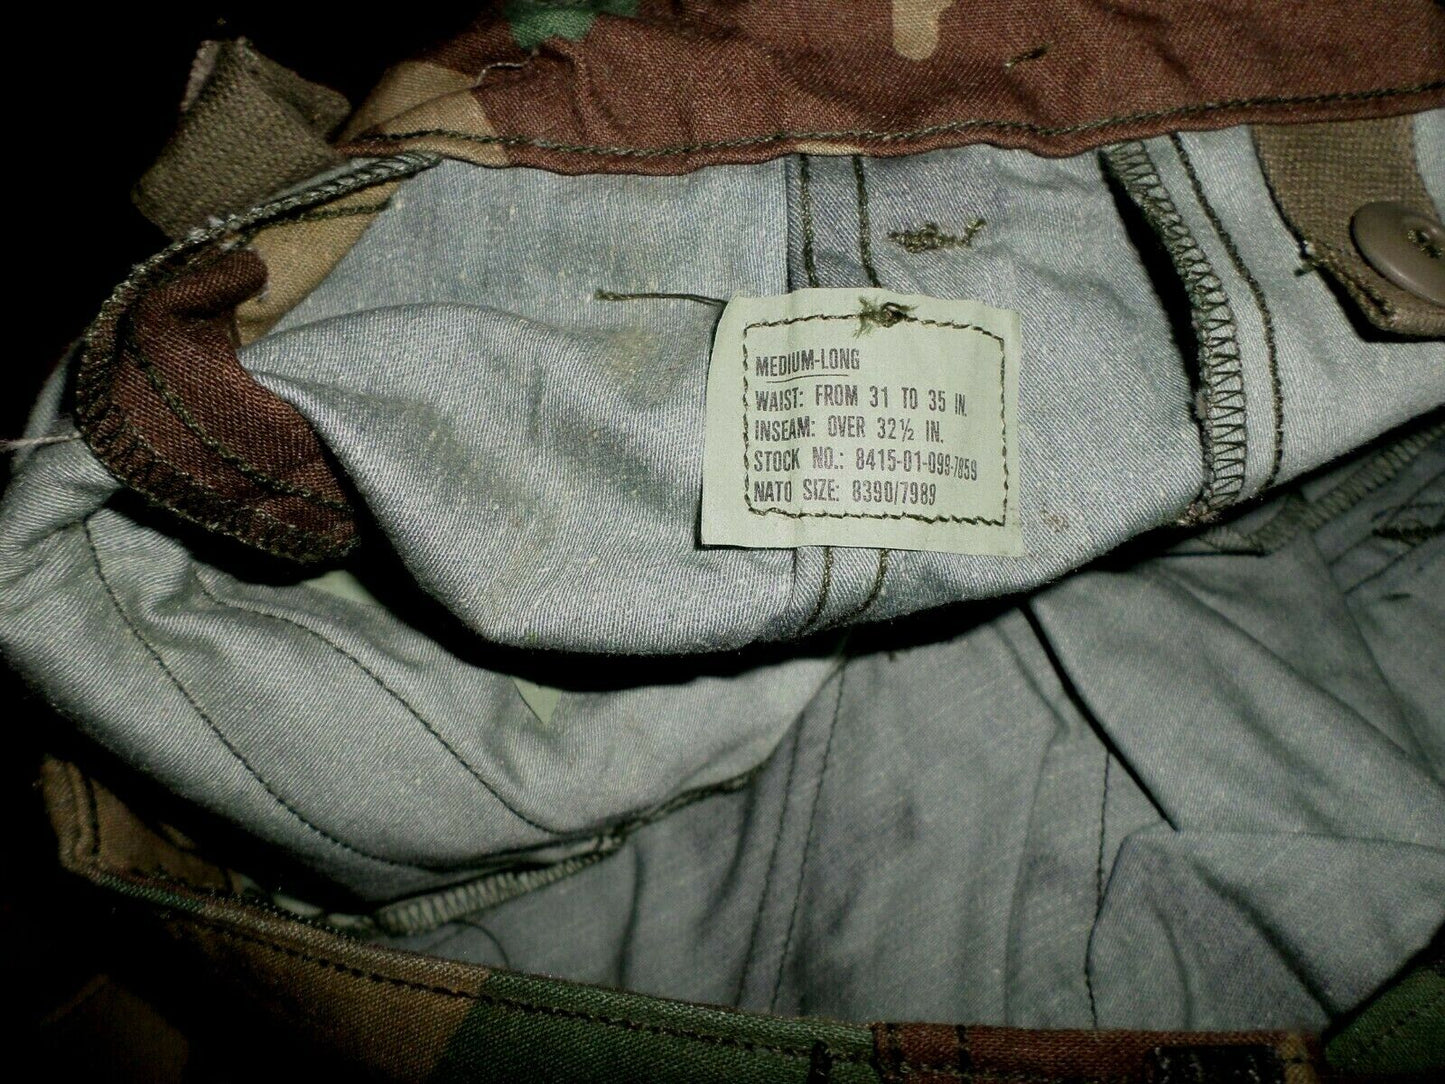 MEDIUM-LONG
WAIST: FROM 31 TO 35 IN.
INSEAM: OVER 32½ IN.
STOCK NO.: 8415-01-099-7859
NATO SIZE: 8390/7989